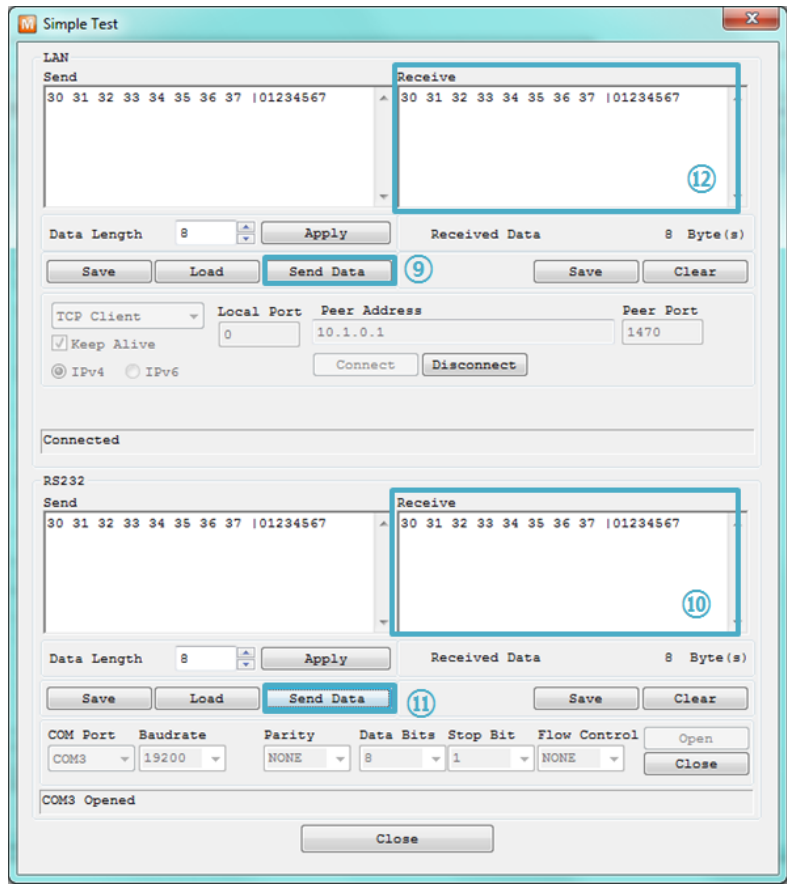 M Simple Test
LAN
Send Receive
30 31 32 33 34 35 36 37 |01234567 30 31 32 33 34 35 36 37 |01234567
⑫
Data Length 8 Apply Received Data 8 Byte(s)
Save Load Send Data ⑨ Save Clear
TCP Client Local Port Peer Address Peer Port
Keep Alive 0 10.1.0.1 1470
IPv4 IPv6 Connect Disconnect
Connected
RS232
Send Receive
30 31 32 33 34 35 36 37 |01234567 30 31 32 33 34 35 36 37 |01234567
⑩
Data Length 8 Apply Received Data 8 Byte(s)
Save Load Send Data ⑪ Save Clear
COM Port Baudrate Parity Data Bits Stop Bit Flow Control Open
COM3 19200 NONE 8 1 NONE Close
COM3 Opened
Close